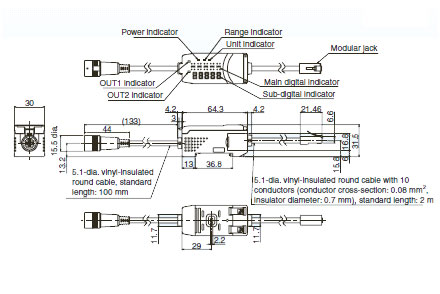 Power indicator
Range indicator
Unit indicator
Modular jack
OUT1 indicator
OUT2 indicator
Main digital indicator
Sub-digital indicator
30
(133)
44
4.2
64.3
4.2
3
21.46
6.6
15.5 dia.
13.2
13
36.8
15.8
6
16.6
31.5
5.1-dia. vinyl-insulated
round cable, standard
length: 100 mm
5.1-dia. vinyl-insulated round cable with 10
conductors (conductor cross-section: 0.08 mm²,
insulator diameter: 0.7 mm), standard length: 2 m
11.7
29
2.2
11.7